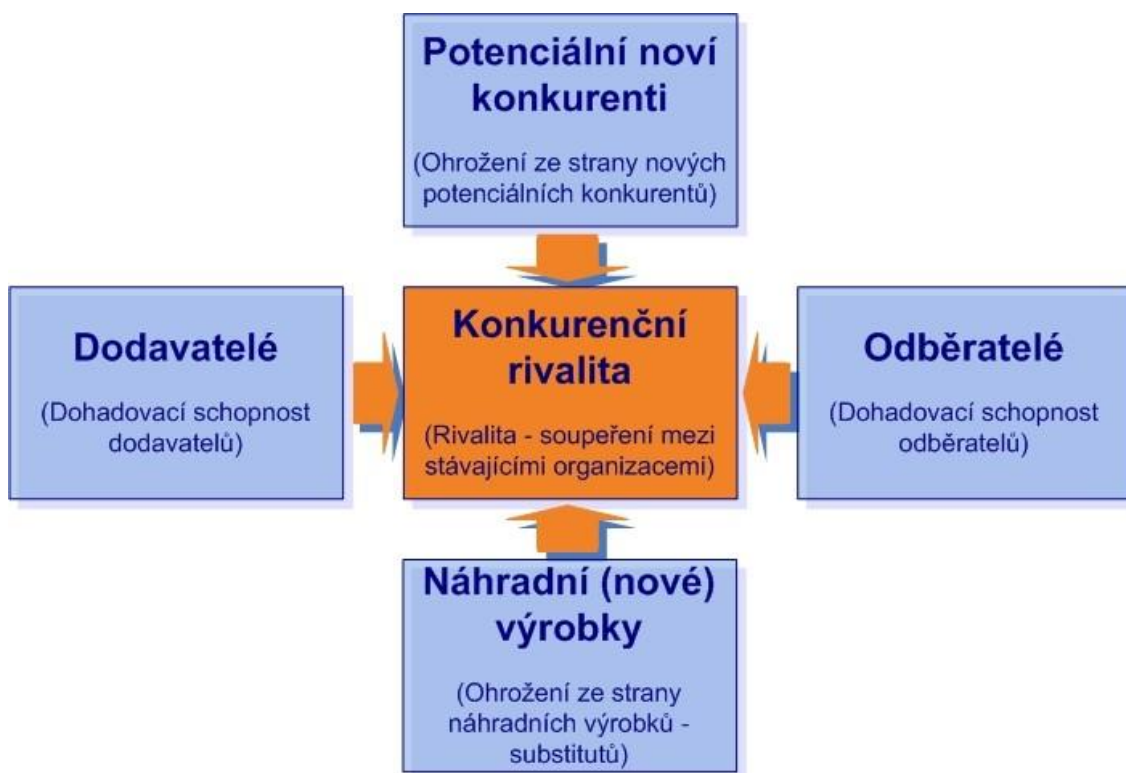 Potenciální noví
konkurenti
(Ohrožení ze strany nových
potenciálních konkurentů)
Dodavatelé
(Dohadovací schopnost
dodavatelů)
Konkurenční
rivalita
(Rivalita - soupeření mezi
stávajícími organizacemi)
Odběratelé
(Dohadovací schopnost
odběratelů)
Náhradní (nové)
výrobky
(Ohrožení ze strany
náhradních výrobků -
substitutů)